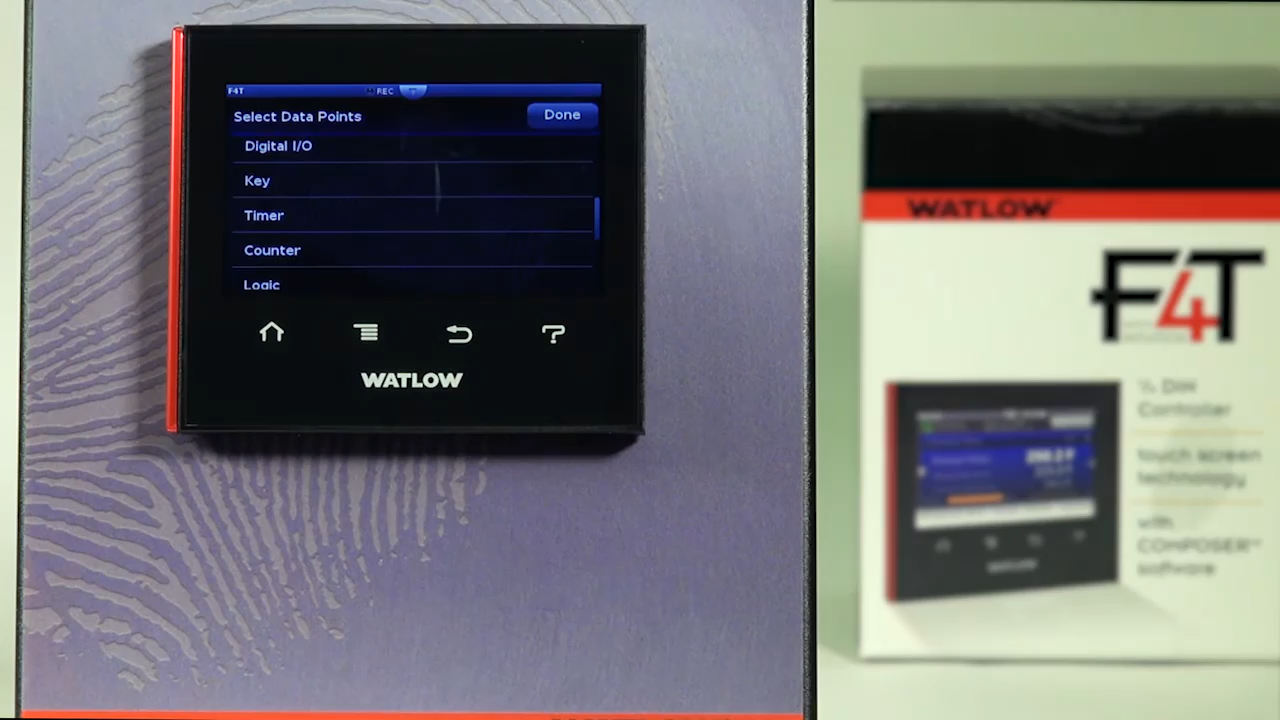 F4T
REC
Select Data Points
Done
Digital I/O
Key
Timer
Counter
Logic
WATLOW
WATLOW
F4T
¼ DIN
Controller
touch screen
technology
with
COMPOSER™
software
WATLOW